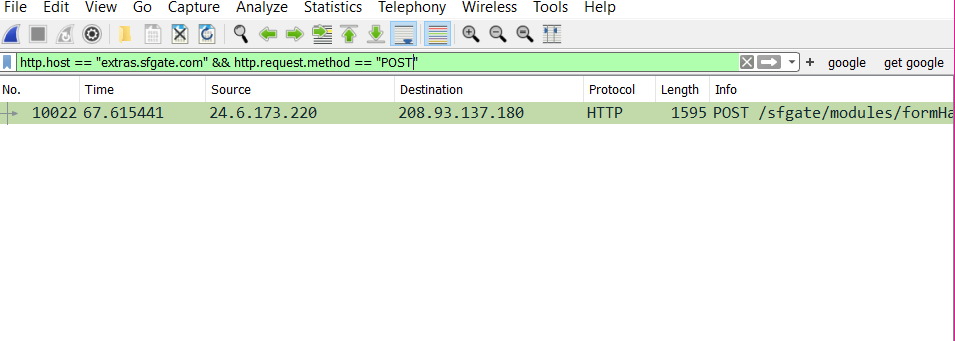 File Edit View Go Capture Analyze Statistics Telephony Wireless Tools Help
http.host == "extras.sfgate.com" && http.request.method == "POST" + google get google
No. Time Source Destination Protocol Length Info
10022 67.615441 24.6.173.220 208.93.137.180 HTTP 1595 POST /sfgate/modules/formHa